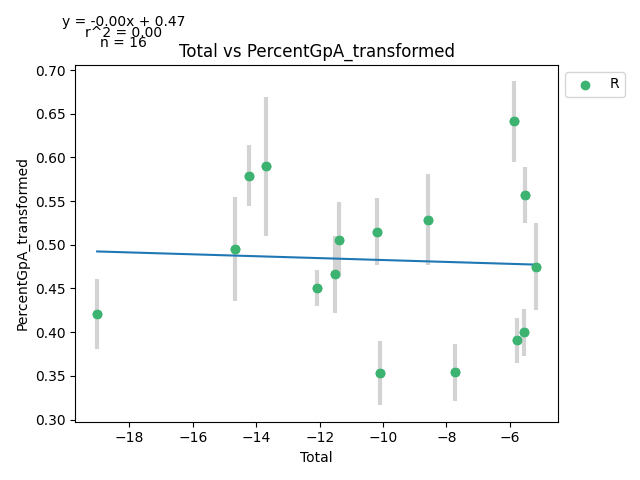 y = -0.00x + 0.47
r^2 = 0.00
n = 16
Total vs PercentGpA_transformed
R
0.70
0.65
0.60
0.55
0.50
0.45
0.40
0.35
0.30
PercentGpA_transformed
−18
−16
−14
−12
−10
−8
−6
Total